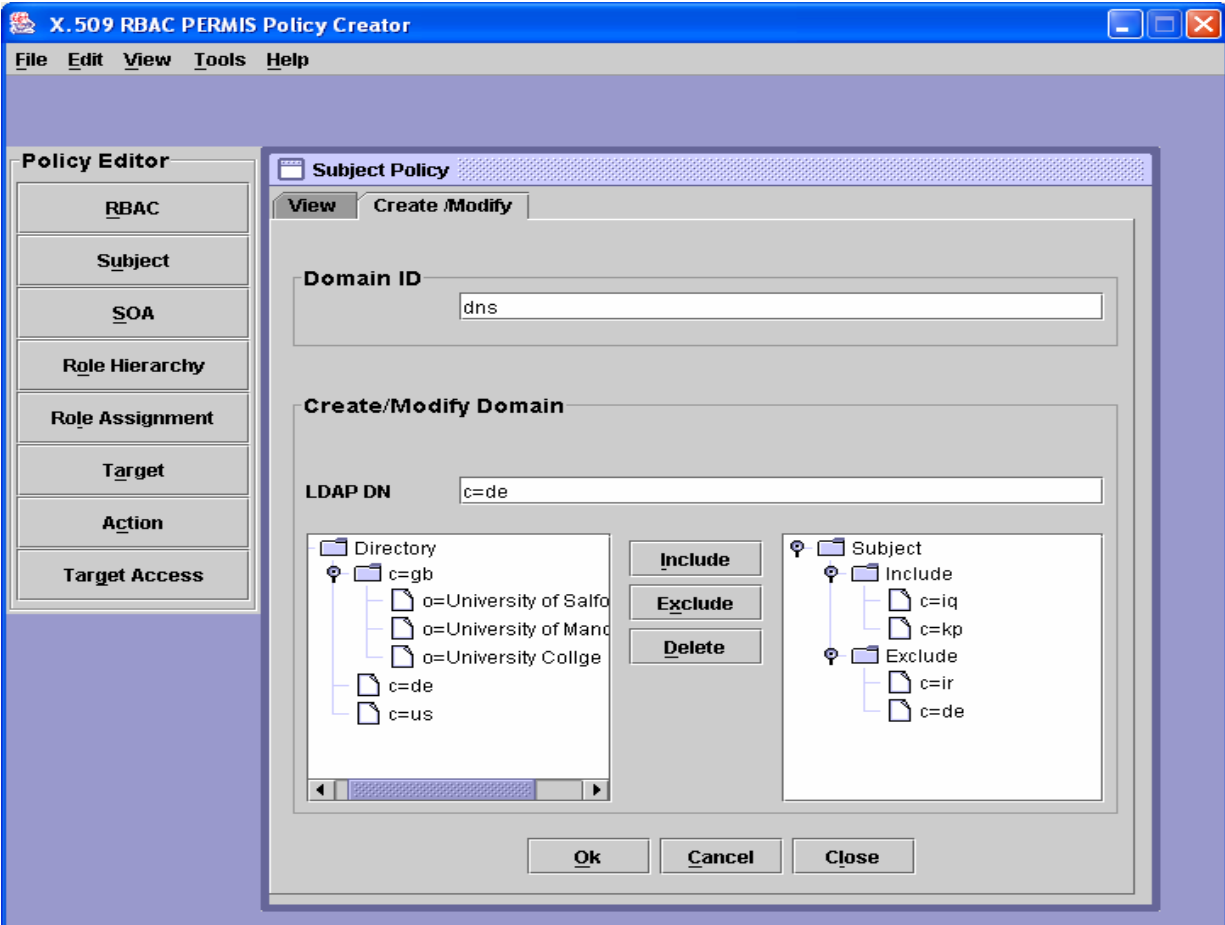 X.509 RBAC PERMIS Policy Creator
File Edit View Tools Help
Policy Editor
RBAC
Subject
SOA
Role Hierarchy
Role Assignment
Target
Action
Target Access
Subject Policy
View Create /Modify
Domain ID
dns
Create/Modify Domain
LDAP DN c=de
Directory
c=gb
o=University of Salfo
o=University of Manc
o=University Collge
c=de
c=us
Include
Exclude
Delete
Subject
Include
c=iq
c=kp
Exclude
c=ir
c=de
Ok Cancel Close